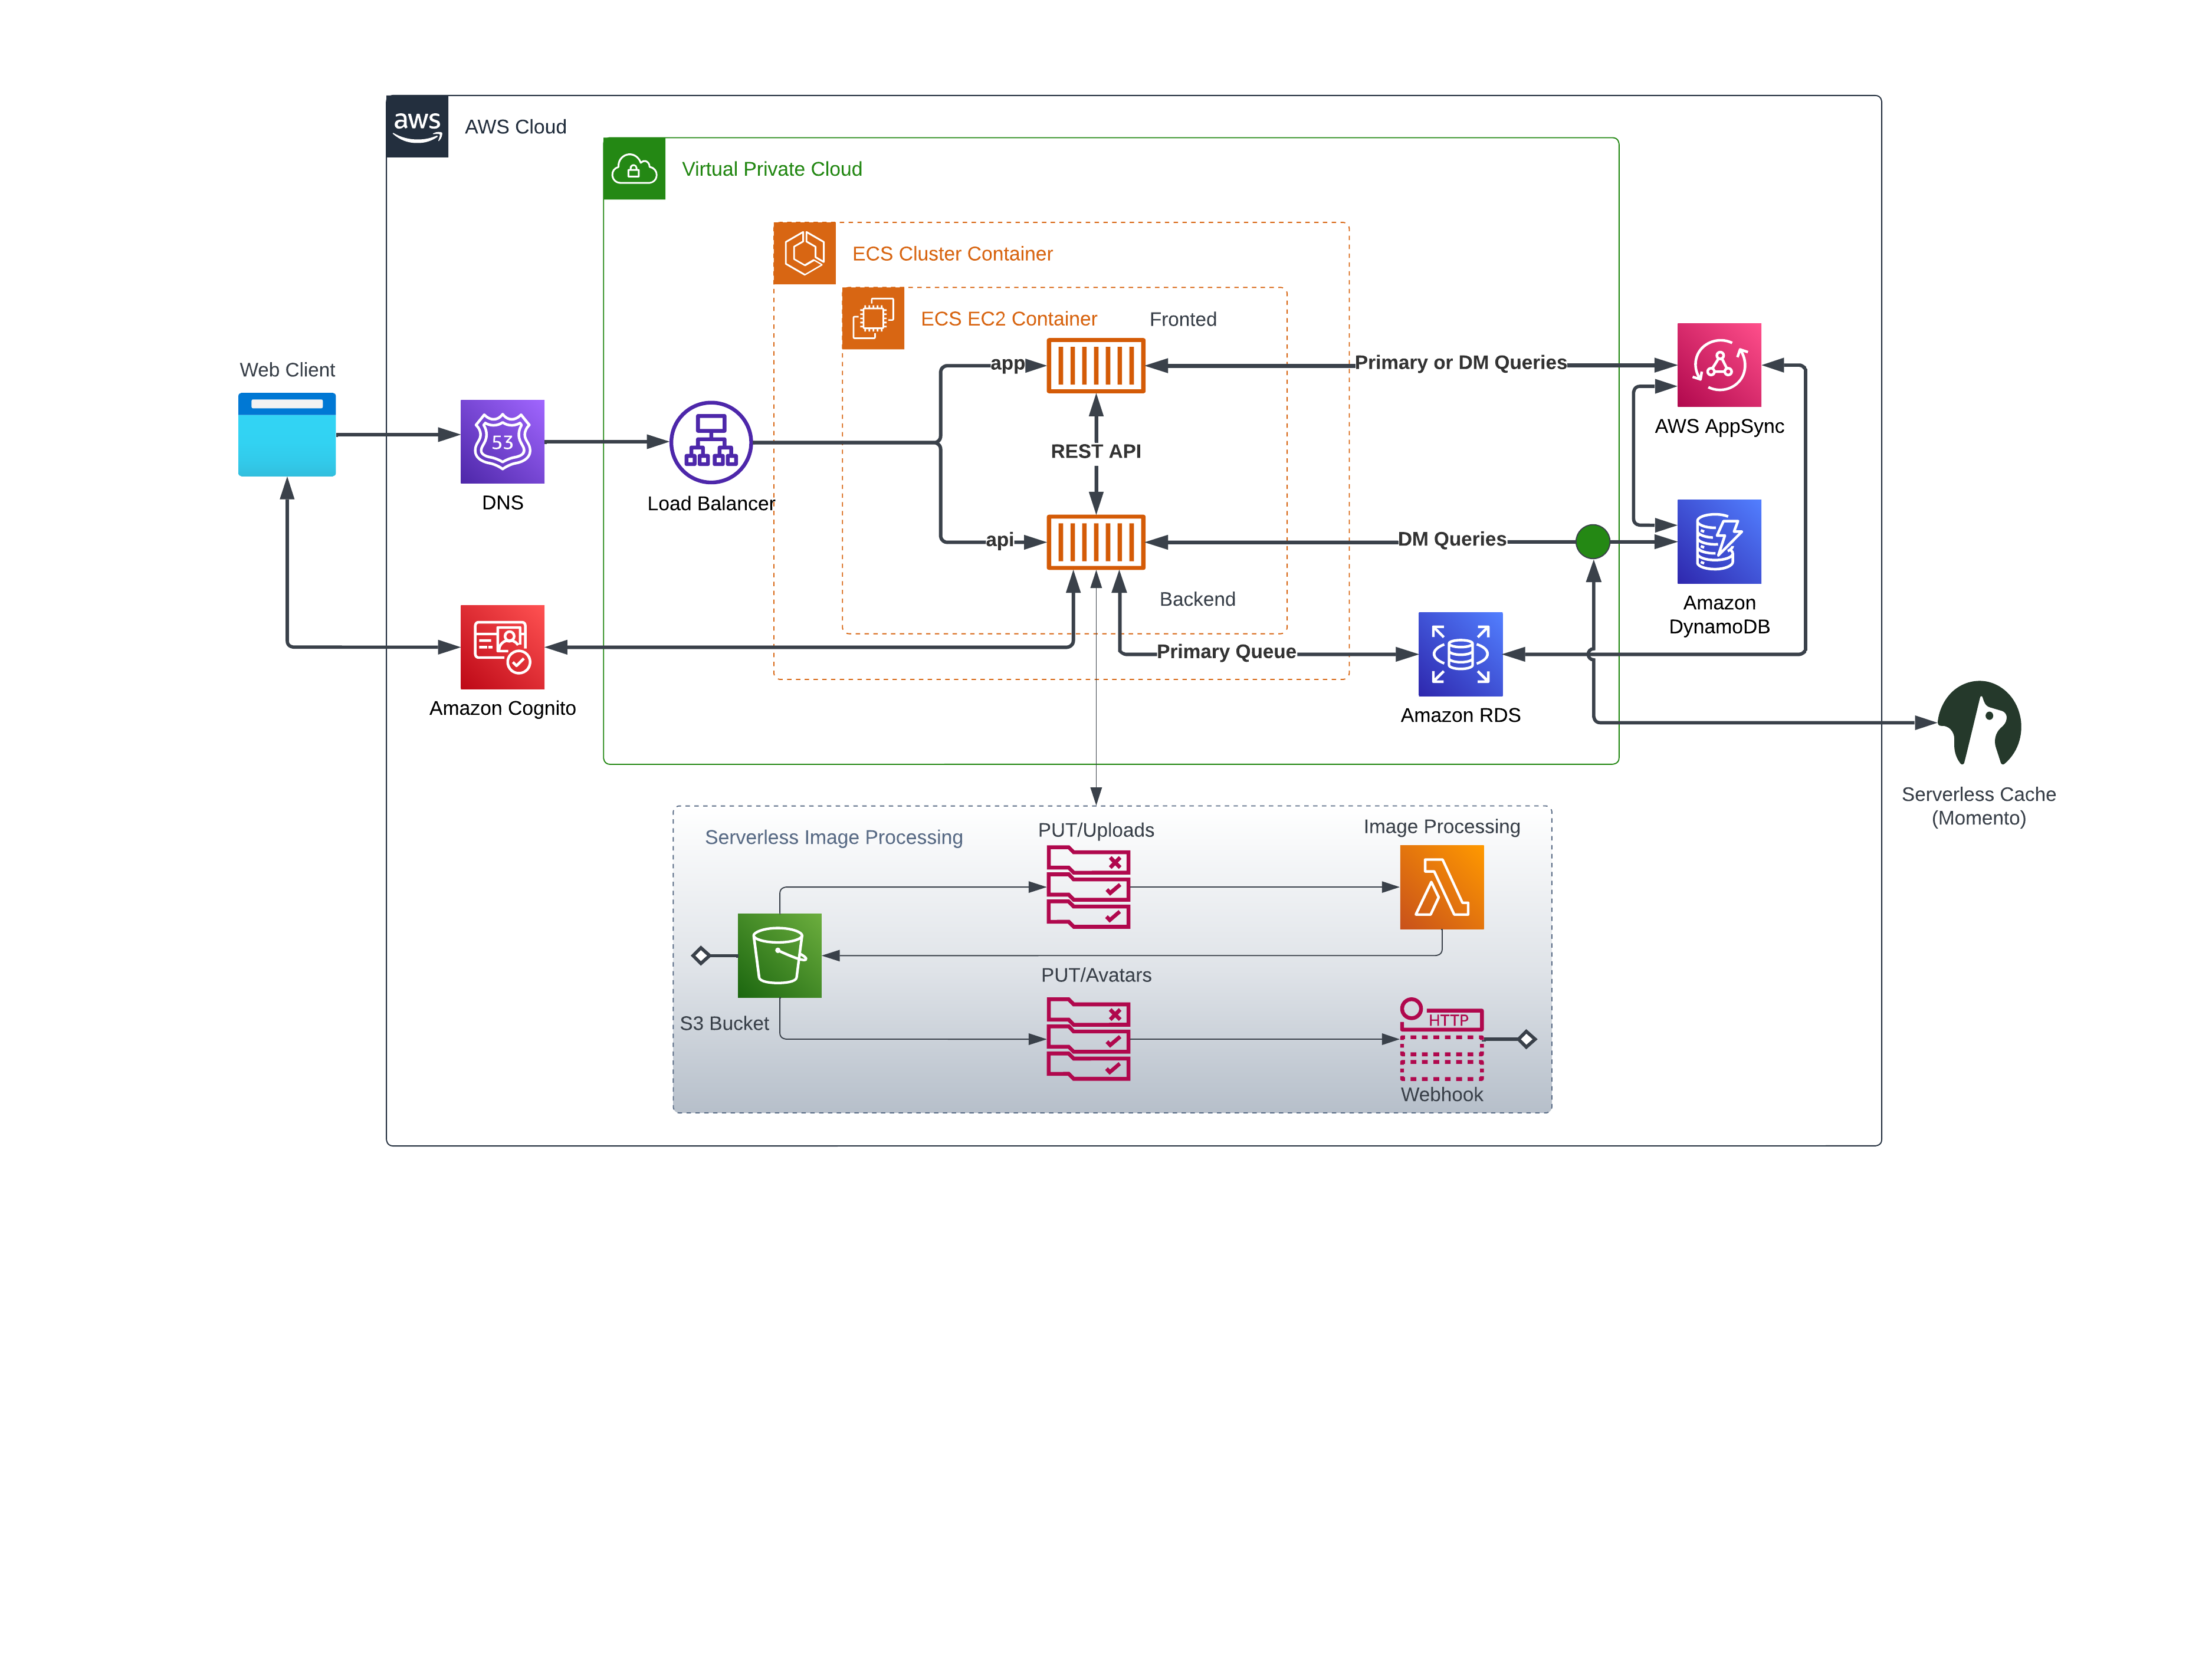 aws
AWS Cloud
Virtual Private Cloud
ECS Cluster Container
ECS EC2 Container
Fronted
Web Client
app
Primary or DM Queries
AWS AppSync
53
DNS
Load Balancer
REST API
api
DM Queries
Backend
Amazon
DynamoDB
Primary Queue
Amazon Cognito
Amazon RDS
Serverless Cache
(Momento)
Serverless Image Processing
PUT/Uploads
Image Processing
PUT/Avatars
S3 Bucket
HTTP
Webhook